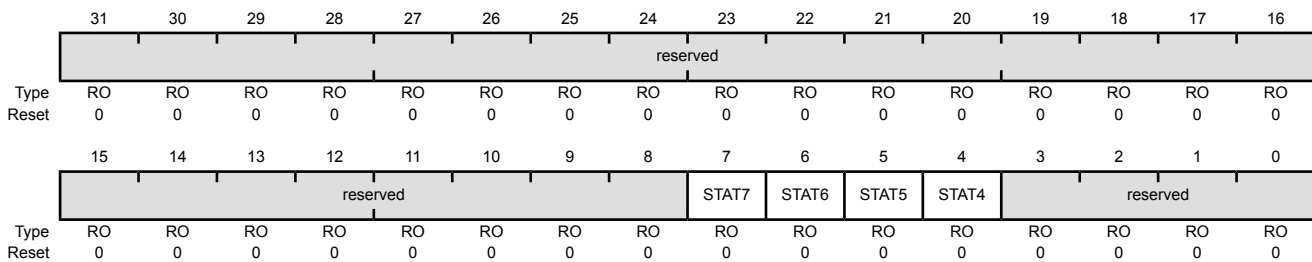 31 30 29 28 27 26 25 24 23 22 21 20 19 18 17 16
reserved
Type RO RO RO RO RO RO RO RO RO RO RO RO RO RO RO RO
Reset 0 0 0 0 0 0 0 0 0 0 0 0 0 0 0 0
15 14 13 12 11 10 9 8 7 6 5 4 3 2 1 0
reserved STAT7 STAT6 STAT5 STAT4 reserved
Type RO RO RO RO RO RO RO RO RO RO RO RO RO RO RO RO
Reset 0 0 0 0 0 0 0 0 0 0 0 0 0 0 0 0